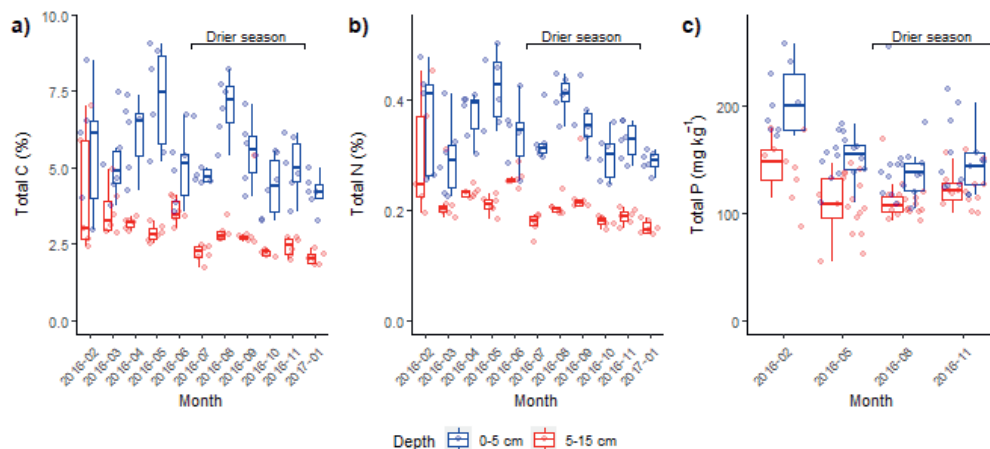 a)
b)
c)
Drier season
Drier season
Drier season
Total C (%)
10.0
7.5
5.0
2.5
0.0
Total N (%)
0.4
0.2
0.0
Total P (mg kg-1)
200
100
0
2016-02
2016-03
2016-04
2016-05
2016-06
2016-07
2016-08
2016-09
2016-10
2016-11
2017-01
2016-02
2016-03
2016-04
2016-05
2016-06
2016-07
2016-08
2016-09
2016-10
2016-11
2017-01
2016-02
2016-05
2016-08
2016-11
Month
Month
Month
Depth 0-5 cm 5-15 cm